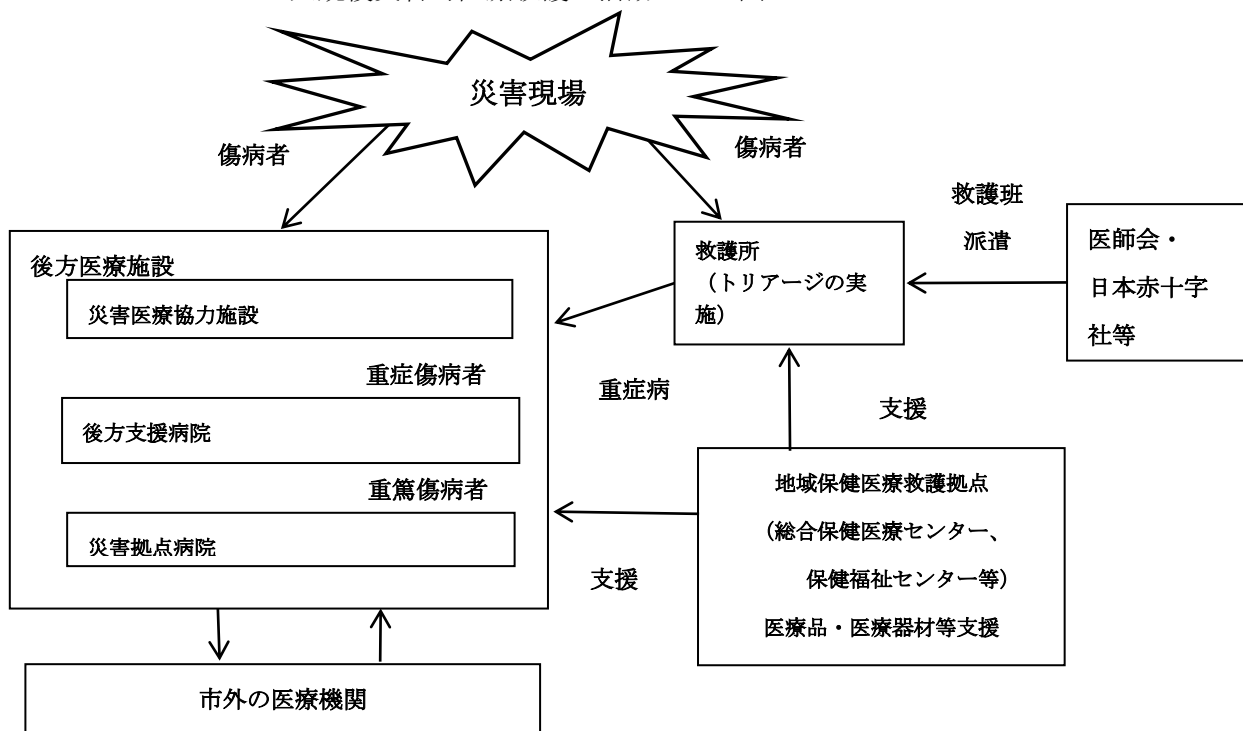 災害現場
傷病者
傷病者
救護班
派遣
医師会・
日本赤十字
社等
救護所
（トリアージの実
施）
後方医療施設
災害医療協力施設
重症傷病者
後方支援病院
重篤傷病者
災害拠点病院
重症病
支援
支援
地域保健医療救護拠点
（総合保健医療センター、
保健福祉センター等）
医療品・医療器材等支援
市外の医療機関